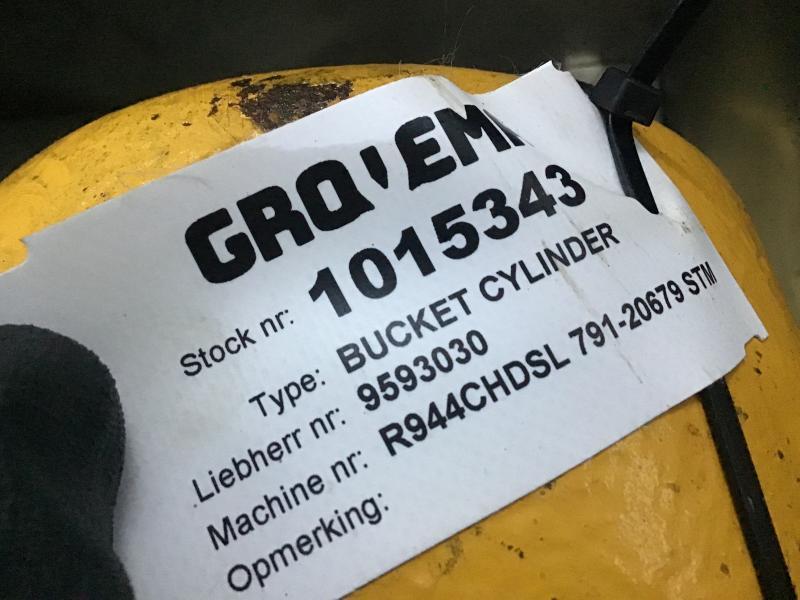 GRO'EM
Stock nr: 1015343
Type: BUCKET CYLINDER
Liebherr nr: 9593030
Machine nr: R944CHDSL 791-20679 STM
Opmerking: